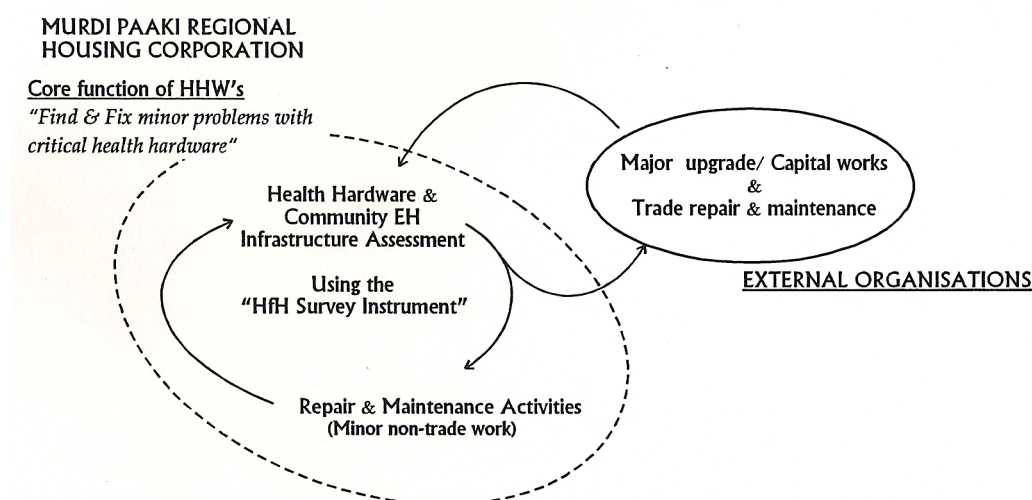 MURDI PAAKI REGIONAL
HOUSING CORPORATION
Core function of HHW's
"Find & Fix minor problems with
critical health hardware"
Health Hardware &
Community EH
Infrastructure Assessment
Using the
"HfH Survey Instrument"
Repair & Maintenance Activities
(Minor non-trade work)
Major upgrade/ Capital works
&
Trade repair & maintenance
EXTERNAL ORGANISATIONS